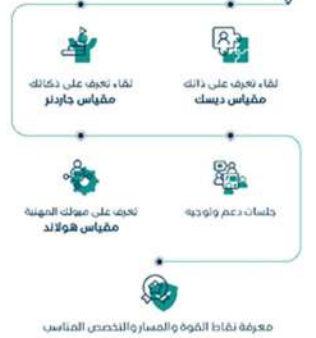 لقاء تعرف على ذاتك
مقياس ديسك
لقاء تعرف على ذكائك
مقياس جاردنر
تعرف على ميولك المهنية
مقياس هولاند
جلسات دعم وتوجيه
معرفة نقاط القوة والمسار والتخصص المناسب